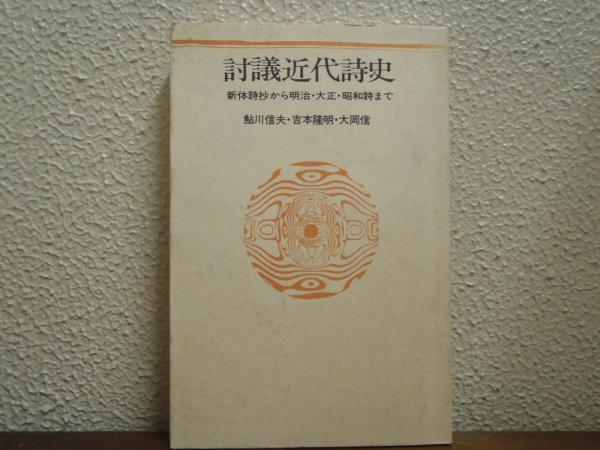 討議近代詩史
新体詩抄から明治・大正・昭和詩まで
鮎川信夫・吉本隆明・大岡信